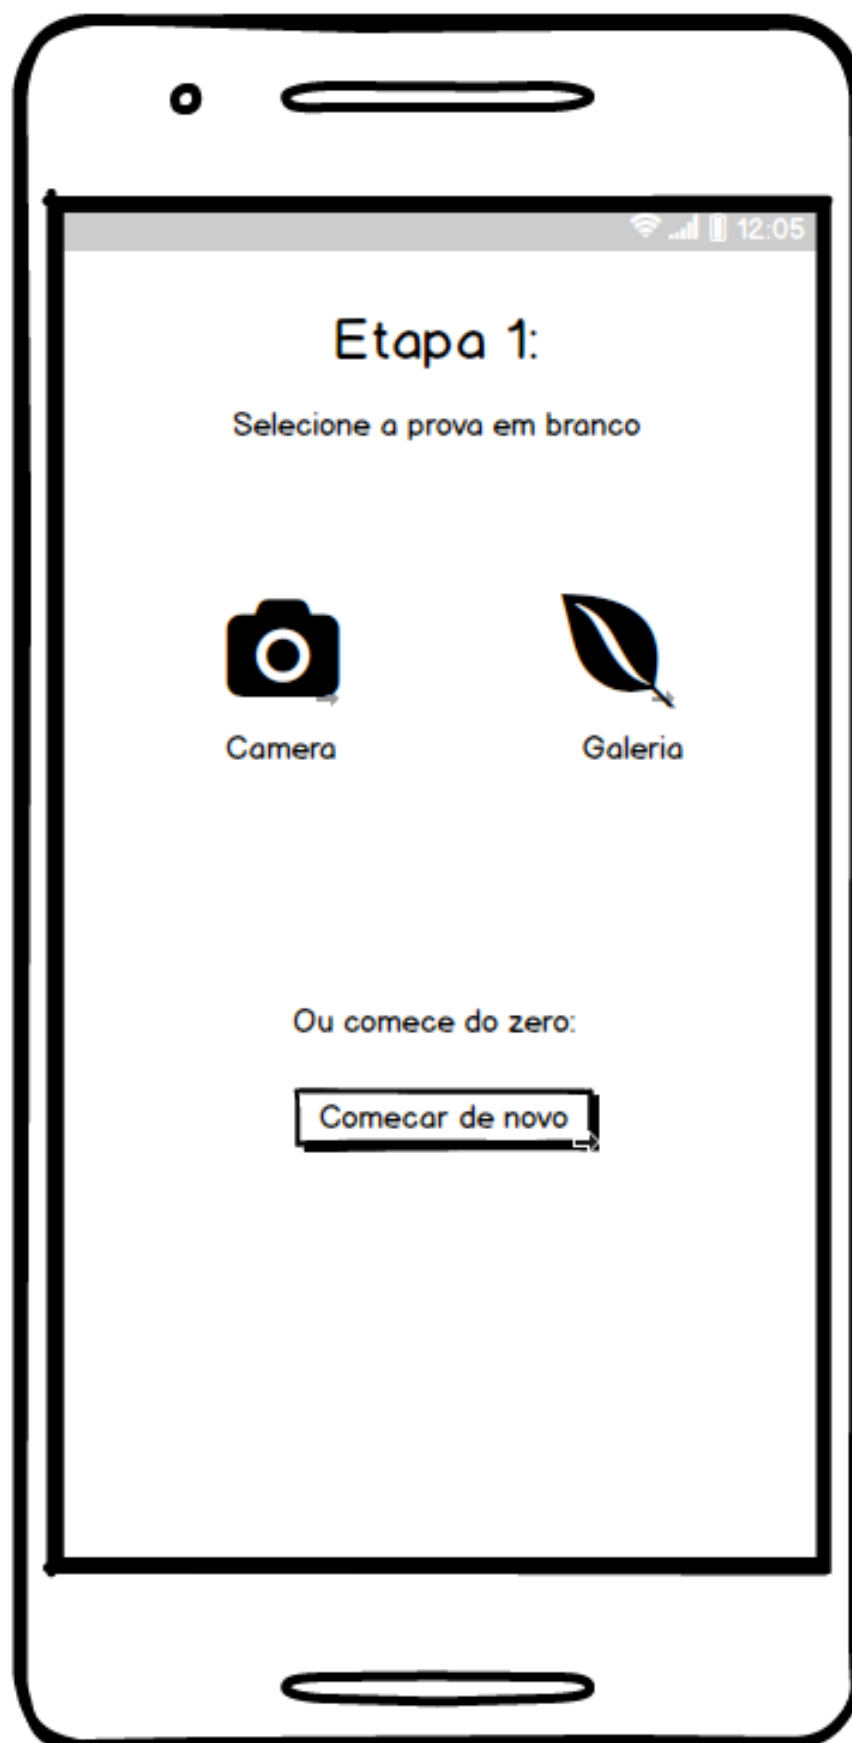 12:05
Etapa 1:
Selecione a prova em branco
Camera
Galeria
Ou comece do zero:
Comecar de novo